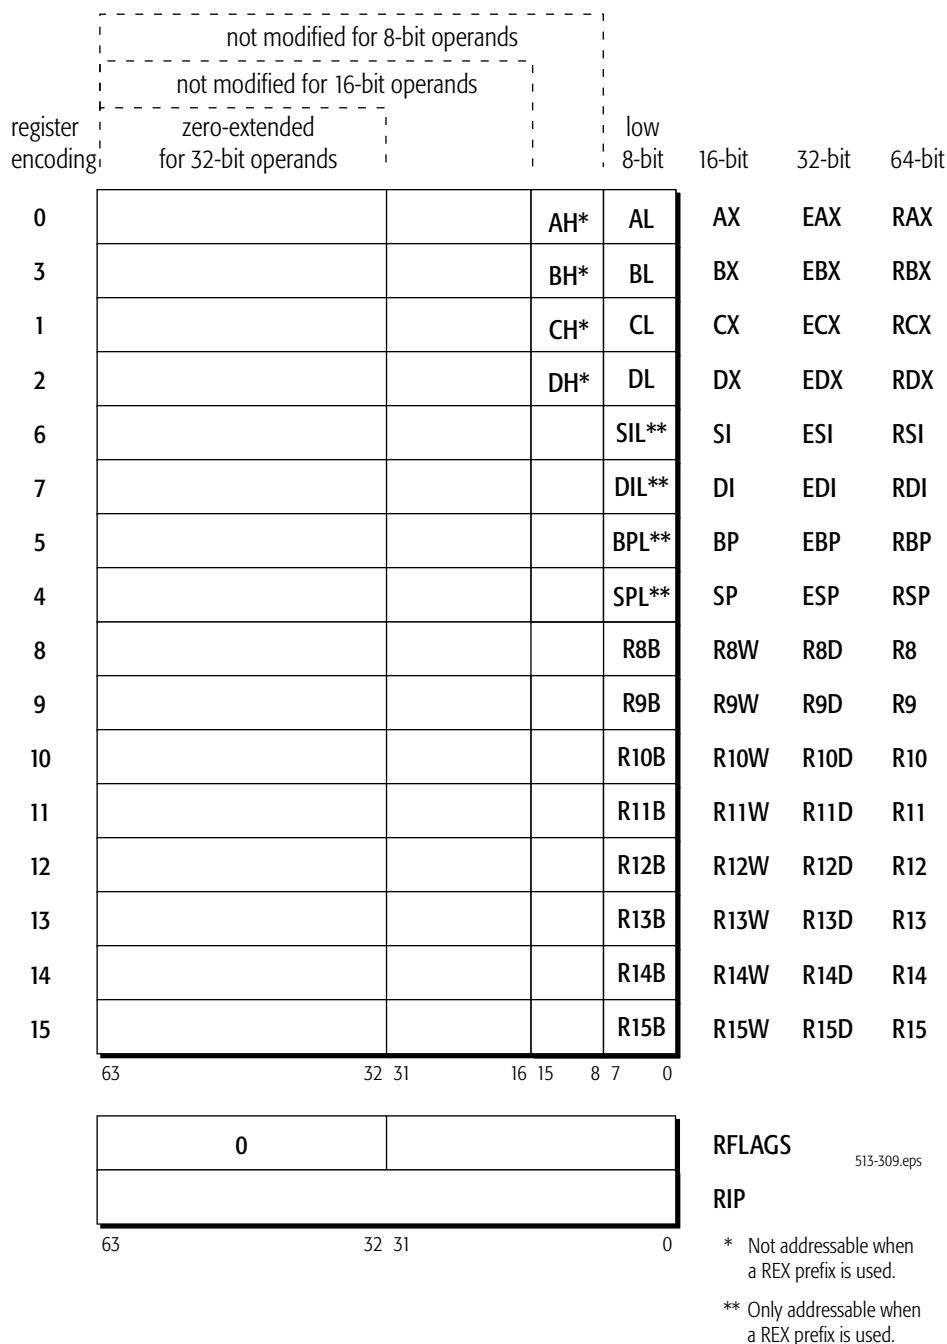 not modified for 8-bit operands
not modified for 16-bit operands
register encoding
zero-extended for 32-bit operands
low 8-bit
16-bit 32-bit 64-bit
0 AH* AL AX EAX RAX
3 BH* BL BX EBX RBX
1 CH* CL CX ECX RCX
2 DH* DL DX EDX RDX
6 SIL** SI ESI RSI
7 DIL** DI EDI RDI
5 BPL** BP EBP RBP
4 SPL** SP ESP RSP
8 R8B R8W R8D R8
9 R9B R9W R9D R9
10 R10B R10W R10D R10
11 R11B R11W R11D R11
12 R12B R12W R12D R12
13 R13B R13W R13D R13
14 R14B R14W R14D R14
15 R15B R15W R15D R15
63 32 31 16 15 8 7 0
0 RFLAGS
513-309.eps
RIP
63 32 31 0
* Not addressable when
a REX prefix is used.
** Only addressable when
a REX prefix is used.